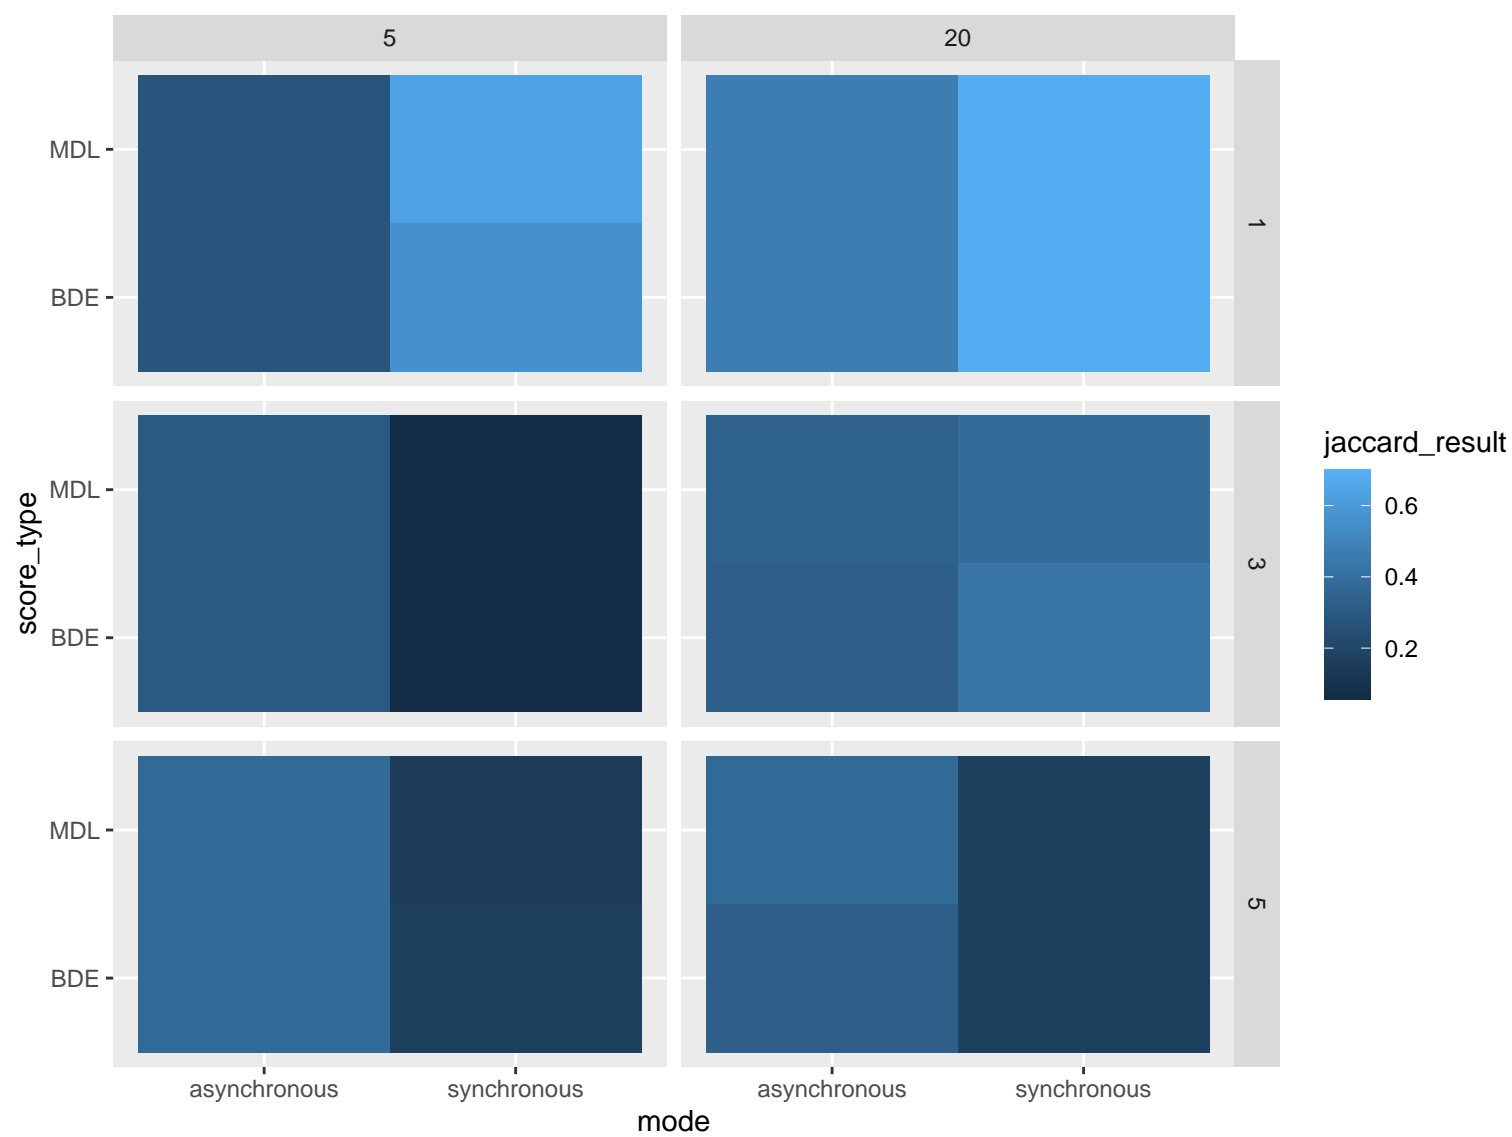 5
20
MDL
BDE
1
MDL
BDE
3
MDL
BDE
5
asynchronous
synchronous
asynchronous
synchronous
mode
score_type
jaccard_result
0.6
0.4
0.2